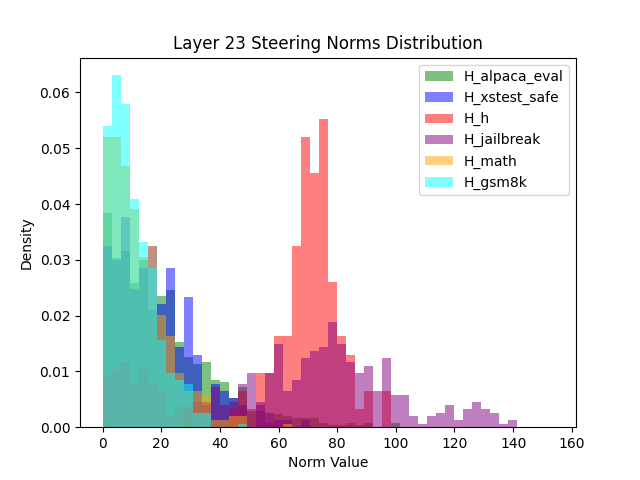 Layer 23 Steering Norms Distribution
H_alpaca_eval
H_xstest_safe
H_h
H_jailbreak
H_math
H_gsm8k
Density
0.06
0.05
0.04
0.03
0.02
0.01
0.00
0 20 40 60 80 100 120 140 160
Norm Value